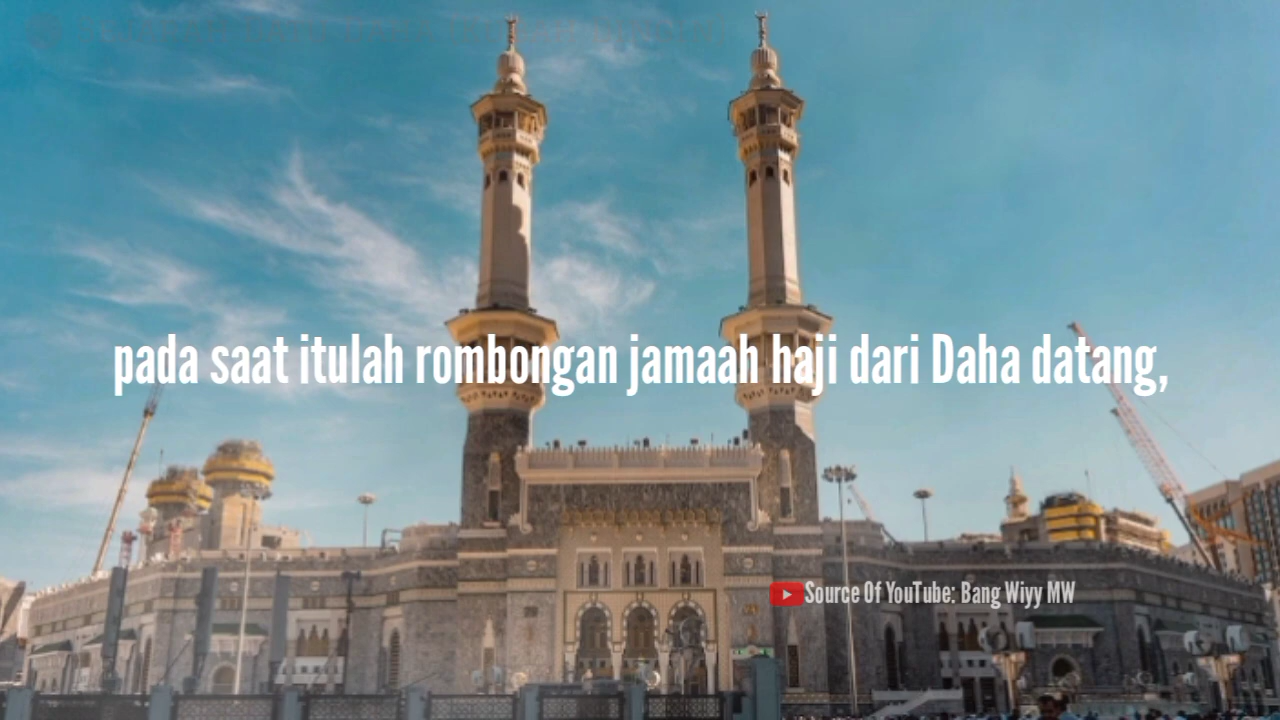 pada saat itulah rombongan jamaah haji dari Daha datang,
Source Of YouTube: Bang Wiyy MW